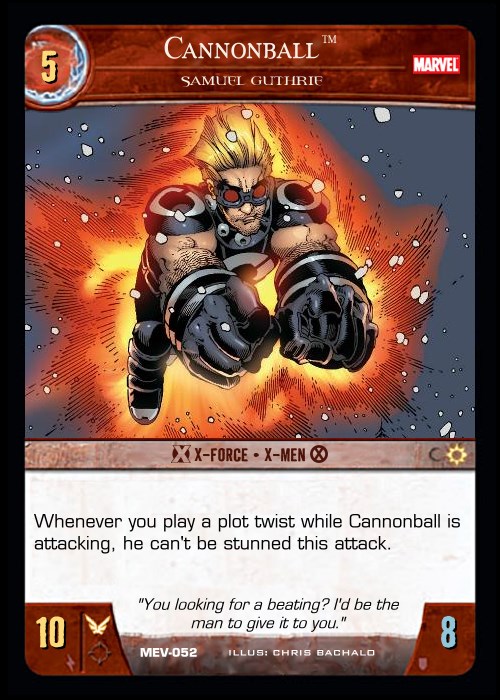 5
CANNONBALL™
SAMUEL GUTHRIE
MARVEL
X-FORCE • X-MEN
C
Whenever you play a plot twist while Cannonball is
attacking, he can't be stunned this attack.
"You looking for a beating? I'd be the
man to give it to you."
10
8
MEV-052 ILLUS: CHRIS BACHALO